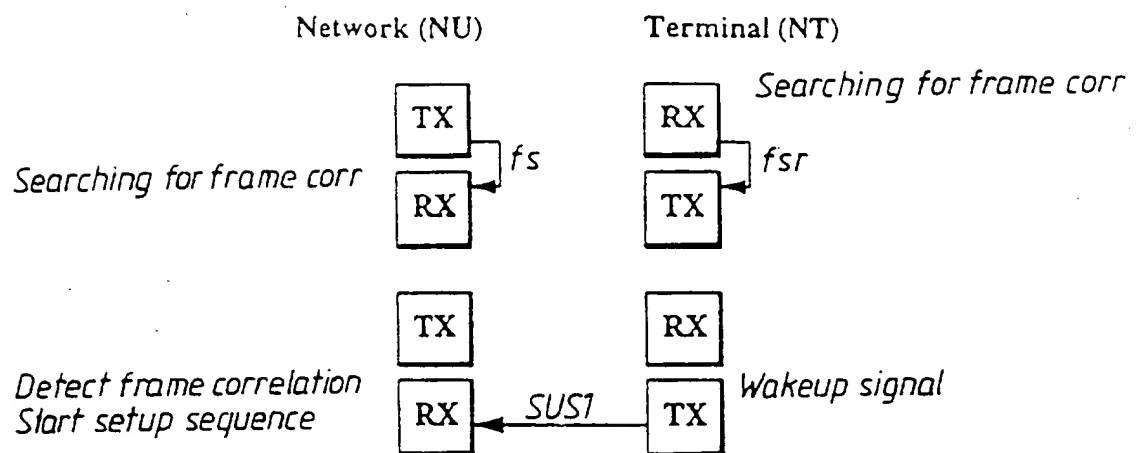 Network (NU) Terminal (NT)
Searching for frame corr
TX RX
fs fsr
Searching for frame corr
RX TX
TX RX
Detect frame correlation
Start setup sequence
Wakeup signal
RX SUS1 TX